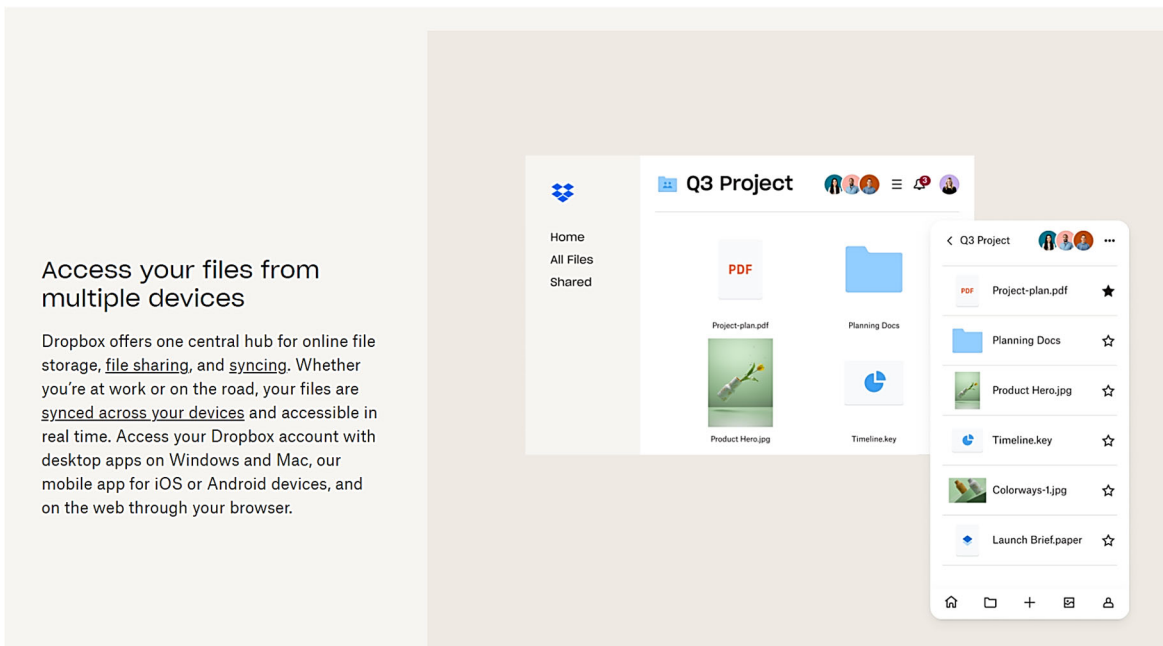 Access your files from
multiple devices
Dropbox offers one central hub for online file
storage, file sharing, and syncing. Whether
you're at work or on the road, your files are
synced across your devices and accessible in
real time. Access your Dropbox account with
desktop apps on Windows and Mac, our
mobile app for iOS or Android devices, and
on the web through your browser.
Home
All Files
Shared
Q3 Project
3
PDF
Project-plan.pdf
Planning Docs
Product Hero.jpg
Timeline.key
Q3 Project
PDF
Project-plan.pdf
Planning Docs
Product Hero.jpg
Timeline.key
Colorways-1.jpg
Launch Brief.paper